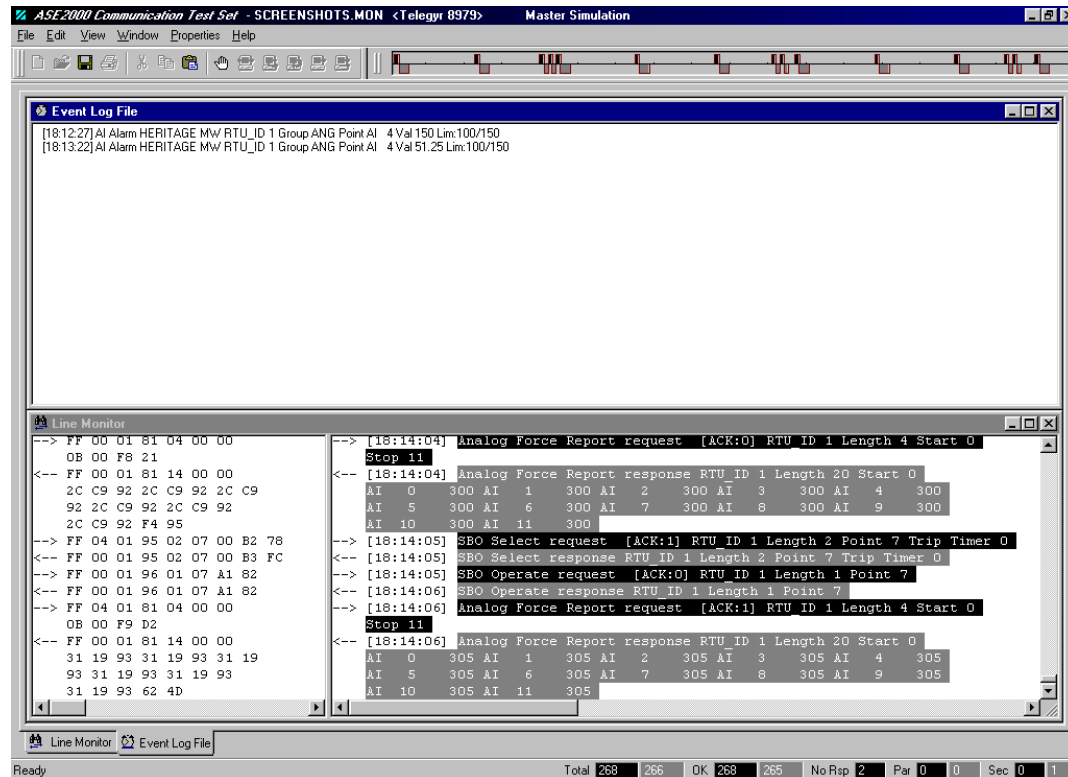 ASE2000 Communication Test Set - SCREENSHOTS.MON <Telegyr 8979> Master Simulation
File Edit View Window Properties Help
Event Log File
[18:12:27] AI Alarm HERITAGE MW RTU_ID 1 Group ANG Point AI 4 Val 150 Lim:100/150
[18:13:22] AI Alarm HERITAGE MW RTU_ID 1 Group ANG Point AI 4 Val 51.25 Lim:100/150
Line Monitor
--> FF 00 01 81 04 00 00
0B 00 F8 21
<-- FF 00 01 81 14 00 00
2C C9 92 2C C9 92 2C C9
92 2C C9 92 2C C9 92
2C C9 92 F4 95
--> FF 04 01 95 02 07 00 B2 78
<-- FF 00 01 95 02 07 00 B3 FC
--> FF 00 01 96 01 07 A1 82
<-- FF 00 01 96 01 07 A1 82
--> FF 04 01 81 04 00 00
0B 00 F9 D2
<-- FF 00 01 81 14 00 00
31 19 93 31 19 93 31 19
93 31 19 93 31 19 93
31 19 93 62 4D
--> [18:14:04] Analog Force Report request [ACK:0] RTU_ID 1 Length 4 Start 0
Stop 11
<-- [18:14:04] Analog Force Report response RTU_ID 1 Length 20 Start 0
AI 0 300 AI 1 300 AI 2 300 AI 3 300 AI 4 300
AI 5 300 AI 6 300 AI 7 300 AI 8 300 AI 9 300
AI 10 300 AI 11 300
--> [18:14:05] SBO Select request [ACK:1] RTU_ID 1 Length 2 Point 7 Trip Timer 0
<-- [18:14:05] SBO Select response RTU_ID 1 Length 2 Point 7 Trip Timer 0
--> [18:14:05] SBO Operate request [ACK:0] RTU_ID 1 Length 1 Point 7
<-- [18:14:06] SBO Operate response RTU_ID 1 Length 1 Point 7
--> [18:14:06] Analog Force Report request [ACK:1] RTU_ID 1 Length 4 Start 0
Stop 11
<-- [18:14:06] Analog Force Report response RTU_ID 1 Length 20 Start 0
AI 0 305 AI 1 305 AI 2 305 AI 3 305 AI 4 305
AI 5 305 AI 6 305 AI 7 305 AI 8 305 AI 9 305
AI 10 305 AI 11 305
Line Monitor Event Log File
Ready Total 268 266 OK 268 265 No Rsp 2 Par 0 0 Sec 0 1